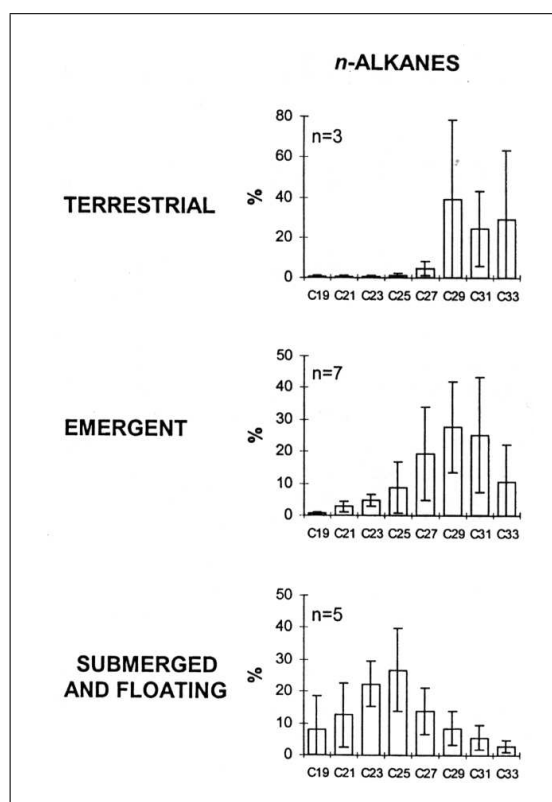 n-ALKANES
TERRESTRIAL
%
80
60
40
20
0
n=3
C19 C21 C23 C25 C27 C29 C31 C33
EMERGENT
%
50
40
30
20
10
0
n=7
C19 C21 C23 C25 C27 C29 C31 C33
SUBMERGED
AND FLOATING
%
50
40
30
20
10
0
n=5
C19 C21 C23 C25 C27 C29 C31 C33